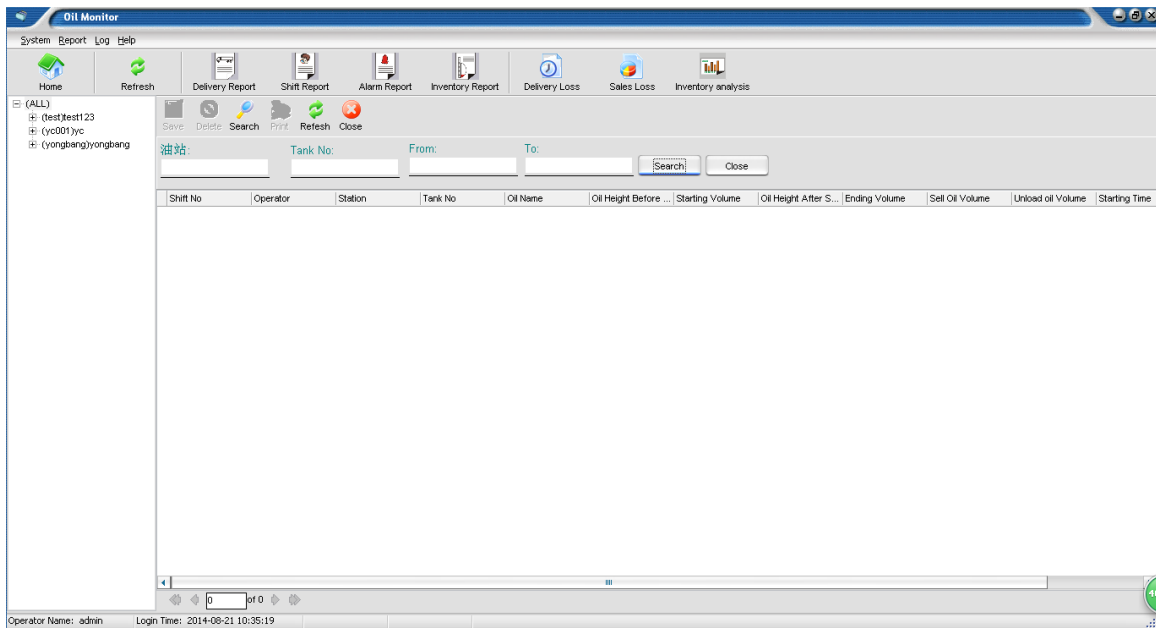 Oil Monitor
System Report Log Help
Home Refresh Delivery Report Shift Report Alarm Report Inventory Report Delivery Loss Sales Loss Inventory analysis
(ALL)
(test)test123
(yc001)yc
(yongbang)yongbang
Save Delete Search Print Refesh Close
油站: Tank No: From: To:
Search Close
Shift No Operator Station Tank No Oil Name Oil Height Before ... Starting Volume Oil Height After S... Ending Volume Sell Oil Volume Unload oil Volume Starting Time
0 of 0
Operator Name: admin Login Time: 2014-08-21 10:35:19